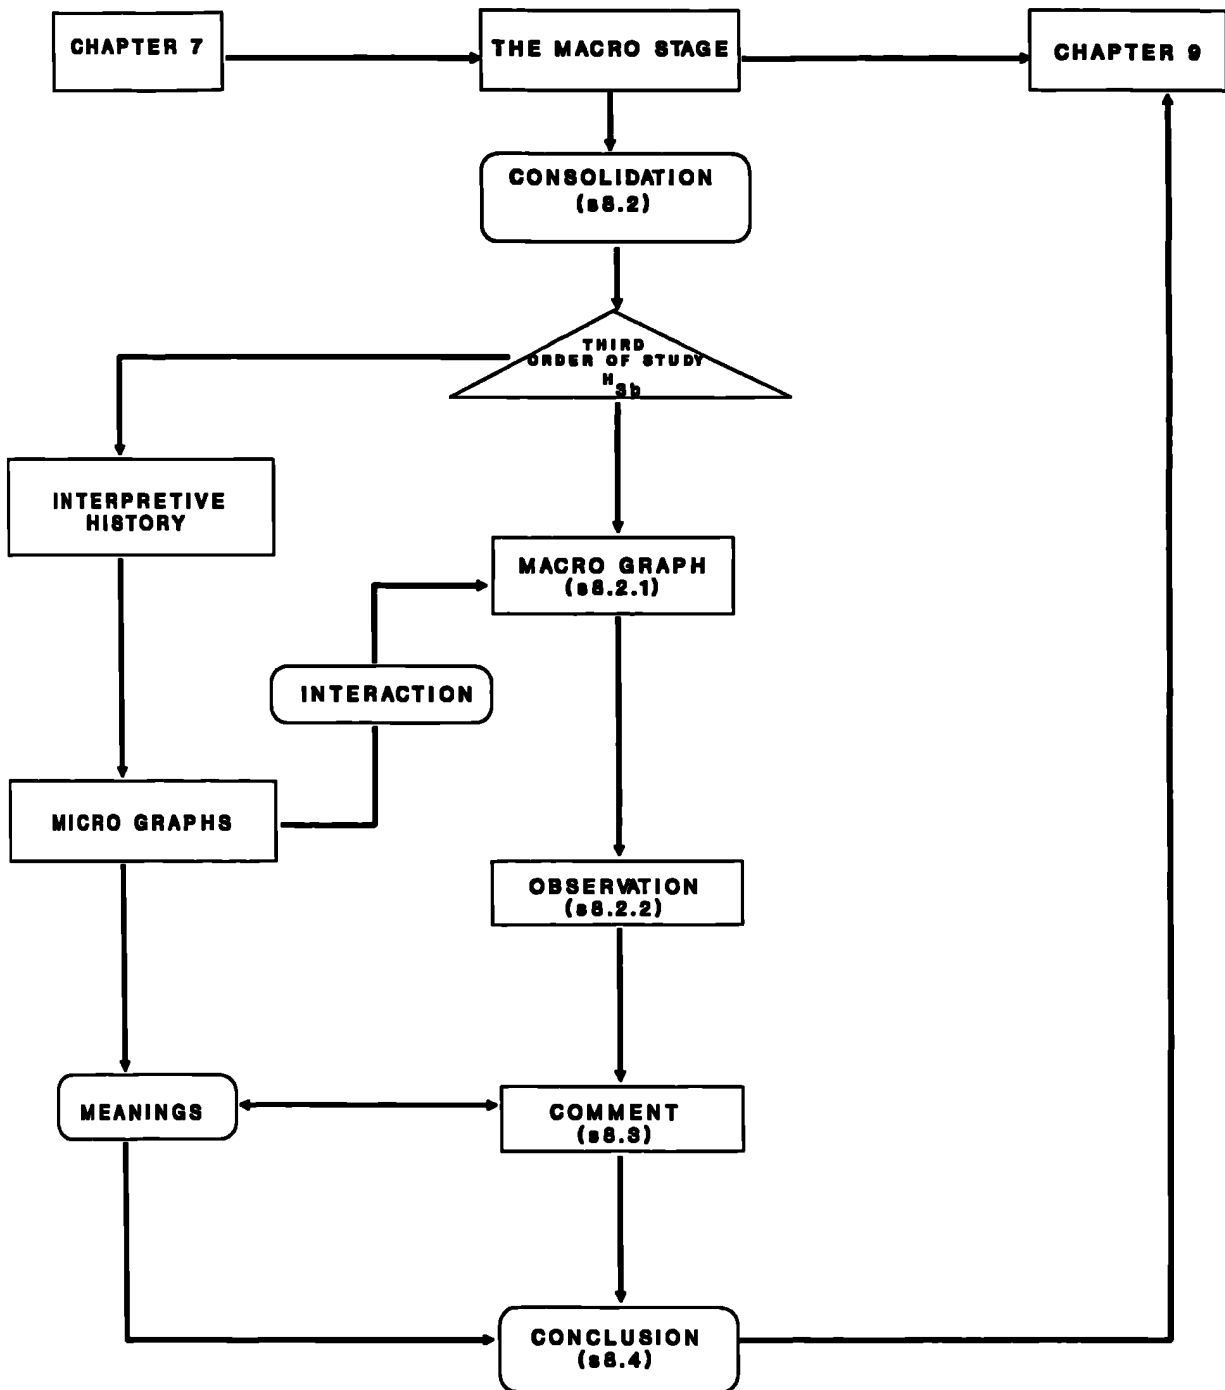 CHAPTER 7
THE MACRO STAGE
CHAPTER 9
CONSOLIDATION
(s8.2)
THIRD
ORDER OF STUDY
H3b
INTERPRETIVE
HISTORY
MACRO GRAPH
(s8.2.1)
INTERACTION
MICRO GRAPHS
OBSERVATION
(s8.2.2)
MEANINGS
COMMENT
(s8.3)
CONCLUSION
(s8.4)